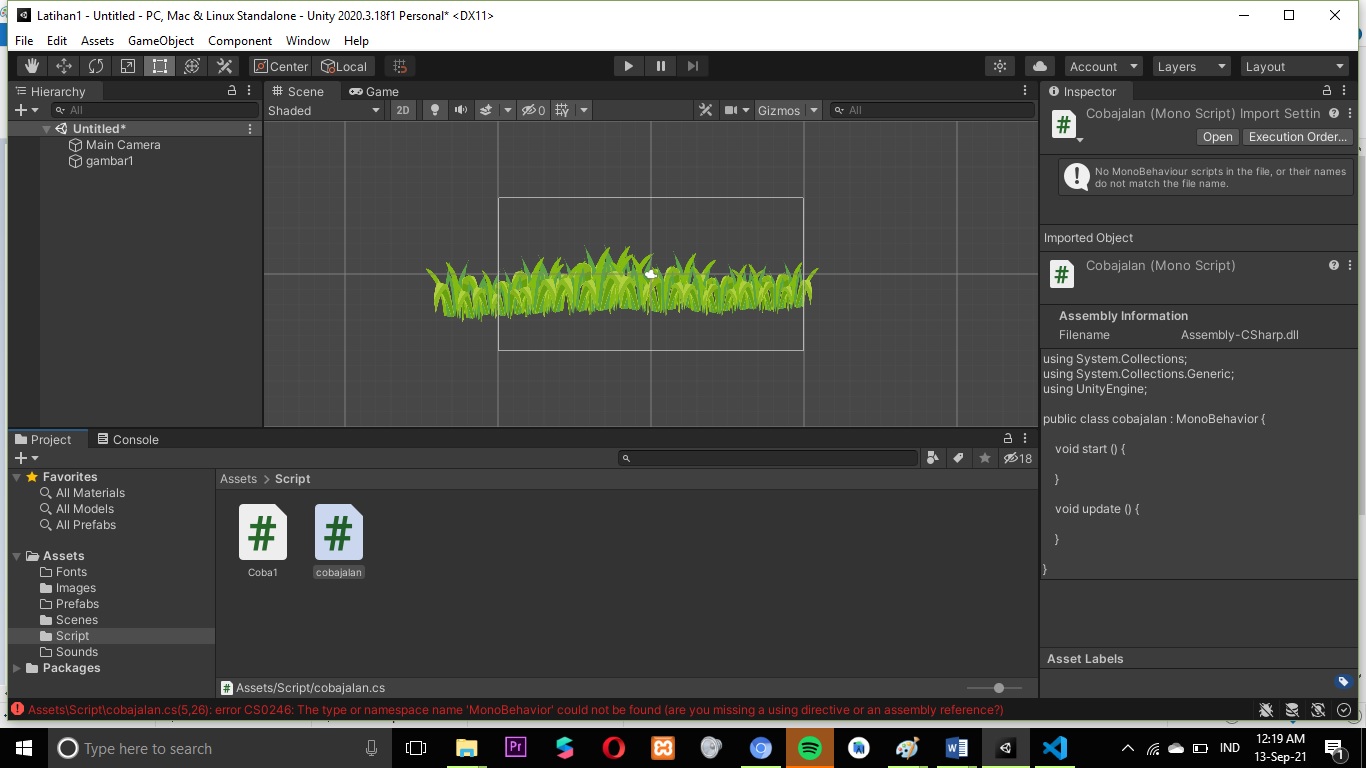 Latihan1 - Untitled - PC, Mac & Linux Standalone - Unity 2020.3.18f1 Personal* <DX11>
File Edit Assets GameObject Component Window Help
Center Local Account Layers Layout
Hierarchy
All
Untitled*
Main Camera
gambar1
Scene Game
Shaded 2D 0 Gizmos All
Inspector
Cobajalan (Mono Script) Import Settin
Open Execution Order...
No MonoBehaviour scripts in the file, or their names
do not match the file name.
Imported Object
Cobajalan (Mono Script)
Assembly Information
Filename Assembly-CSharp.dll
using System.Collections;
using System.Collections.Generic;
using UnityEngine;
public class cobajalan : MonoBehavior {
void start () {
}
void update () {
}
}
Asset Labels
Project Console
18
Favorites
All Materials
All Models
All Prefabs
Assets
Fonts
Images
Prefabs
Scenes
Script
Sounds
Packages
Assets > Script
Coba1 cobajalan
Assets/Script/cobajalan.cs
Assets\Script\cobajalan.cs(5,26): error CS0246: The type or namespace name 'MonoBehavior' could not be found (are you missing a using directive or an assembly reference?)
Type here to search
Pr
IND
12:19 AM
13-Sep-21
1